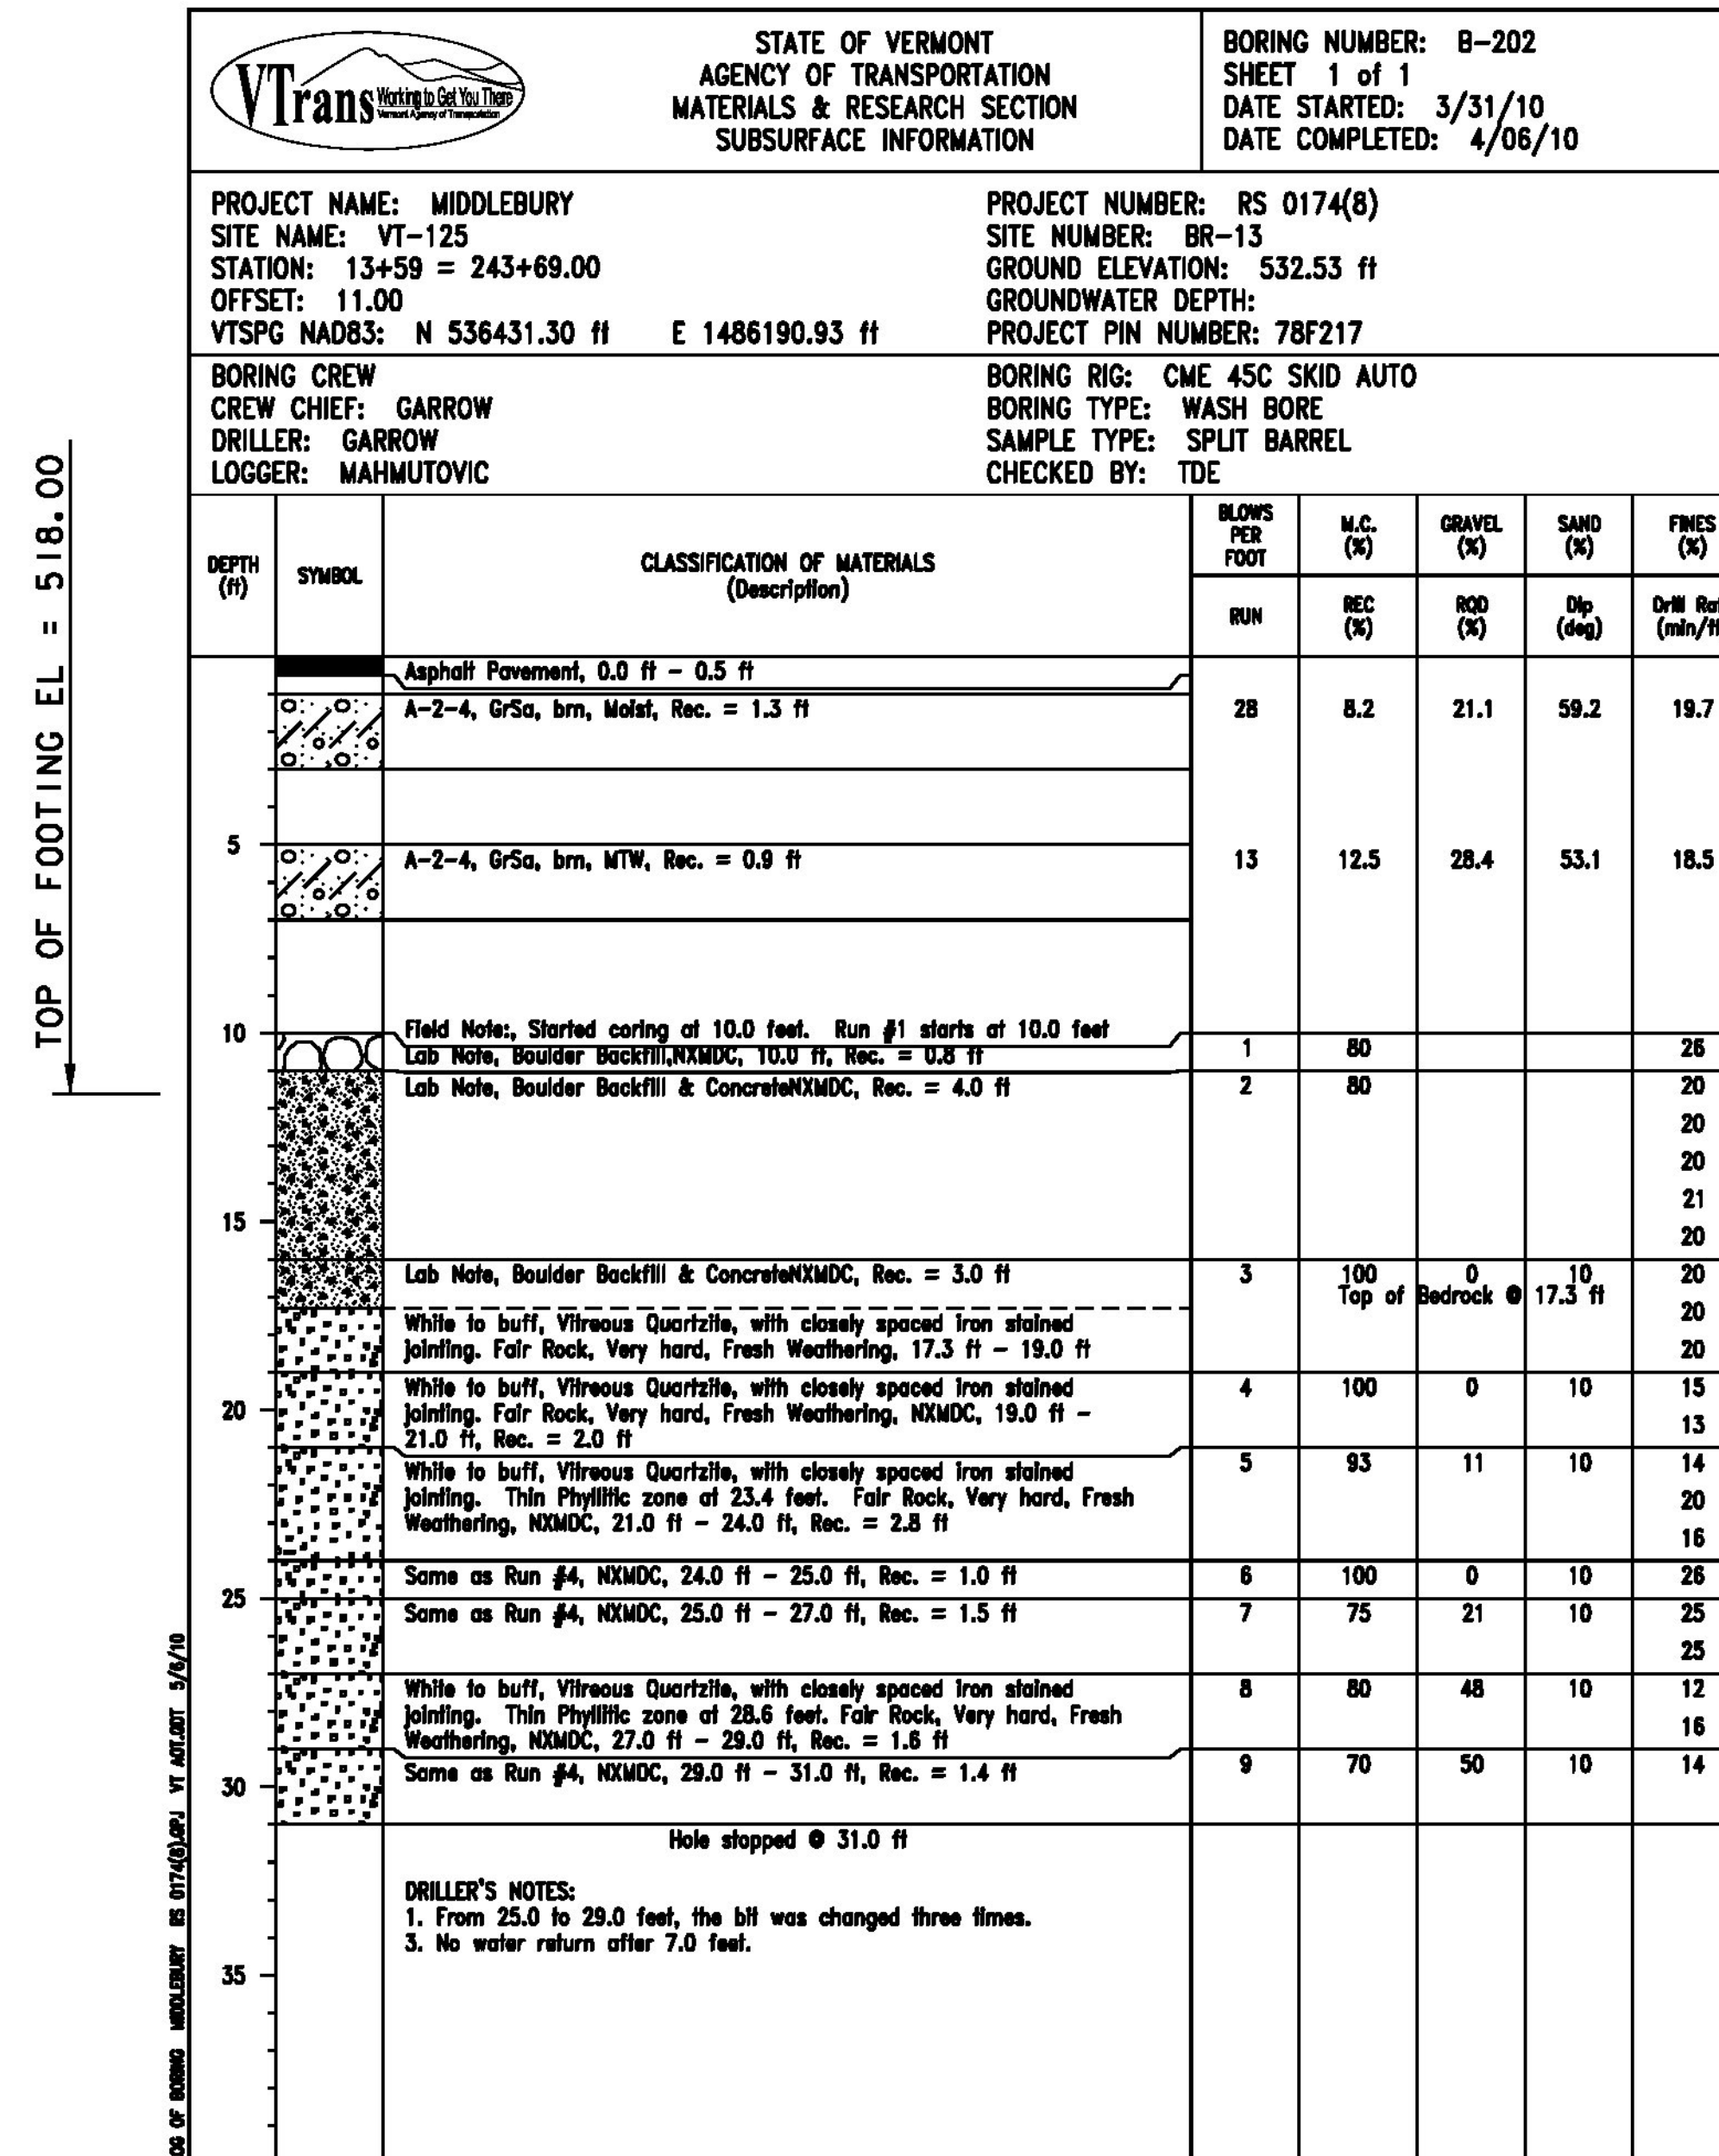 VTrans Working to Get You There
Vermont Agency of Transportation
STATE OF VERMONT
AGENCY OF TRANSPORTATION
MATERIALS & RESEARCH SECTION
SUBSURFACE INFORMATION
BORING NUMBER: B-202
SHEET 1 of 1
DATE STARTED: 3/31/10
DATE COMPLETED: 4/06/10
PROJECT NAME: MIDDLEBURY
SITE NAME: VT-125
STATION: 13+59 = 243+69.00
OFFSET: 11.00
VTSPG NAD83: N 536431.30 ft E 1486190.93 ft
PROJECT NUMBER: RS 0174(8)
SITE NUMBER: BR-13
GROUND ELEVATION: 532.53 ft
GROUNDWATER DEPTH:
PROJECT PIN NUMBER: 78F217
BORING CREW
CREW CHIEF: GARROW
DRILLER: GARROW
LOGGER: MAHMUTOVIC
BORING RIG: CME 45C SKID AUTO
BORING TYPE: WASH BORE
SAMPLE TYPE: SPLIT BARREL
CHECKED BY: TDE
TOP OF FOOTING EL = 518.00
DEPTH
(ft)
SYMBOL
CLASSIFICATION OF MATERIALS
(Description)
BLOWS
PER
FOOT
M.C.
(%)
GRAVEL
(%)
SAND
(%)
FINES
(%)
RUN
REC
(%)
RQD
(%)
Dip
(deg)
Drill Rat
(min/ft
Asphalt Pavement, 0.0 ft - 0.5 ft
A-2-4, GrSa, brn, Moist, Rec. = 1.3 ft 28 8.2 21.1 59.2 19.7
5 A-2-4, GrSa, brn, MTW, Rec. = 0.9 ft 13 12.5 28.4 53.1 18.5
10 Field Note:, Started coring at 10.0 feet. Run #1 starts at 10.0 feet
Lab Note, Boulder Backfill,NXMDC, 10.0 ft, Rec. = 0.8 ft 1 80 26
Lab Note, Boulder Backfill & ConcreteNXMDC, Rec. = 4.0 ft 2 80 20
20
20
21
15
20
Lab Note, Boulder Backfill & ConcreteNXMDC, Rec. = 3.0 ft 3 100 0 10 20
Top of Bedrock @ 17.3 ft
White to buff, Vitreous Quartzite, with closely spaced iron stained 20
jointing. Fair Rock, Very hard, Fresh Weathering, 17.3 ft - 19.0 ft 20
White to buff, Vitreous Quartzite, with closely spaced iron stained 4 100 0 10 15
20 jointing. Fair Rock, Very hard, Fresh Weathering, NXMDC, 19.0 ft - 13
21.0 ft, Rec. = 2.0 ft
White to buff, Vitreous Quartzite, with closely spaced iron stained 5 93 11 10 14
jointing. Thin Phyllitic zone at 23.4 feet. Fair Rock, Very hard, Fresh 20
Weathering, NXMDC, 21.0 ft - 24.0 ft, Rec. = 2.8 ft 16
Same as Run #4, NXMDC, 24.0 ft - 25.0 ft, Rec. = 1.0 ft 6 100 0 10 26
25 Same as Run #4, NXMDC, 25.0 ft - 27.0 ft, Rec. = 1.5 ft 7 75 21 10 25
25
White to buff, Vitreous Quartzite, with closely spaced iron stained 8 80 48 10 12
jointing. Thin Phyllitic zone at 28.6 feet. Fair Rock, Very hard, Fresh 16
Weathering, NXMDC, 27.0 ft - 29.0 ft, Rec. = 1.6 ft
30 Same as Run #4, NXMDC, 29.0 ft - 31.0 ft, Rec. = 1.4 ft 9 70 50 10 14
Hole stopped @ 31.0 ft
DRILLER'S NOTES:
1. From 25.0 to 29.0 feet, the bit was changed three times.
3. No water return after 7.0 feet.
35
OG OF BORING MIDDLEBURY RS 0174(8).GPJ VT AOT.GDT 5/6/10